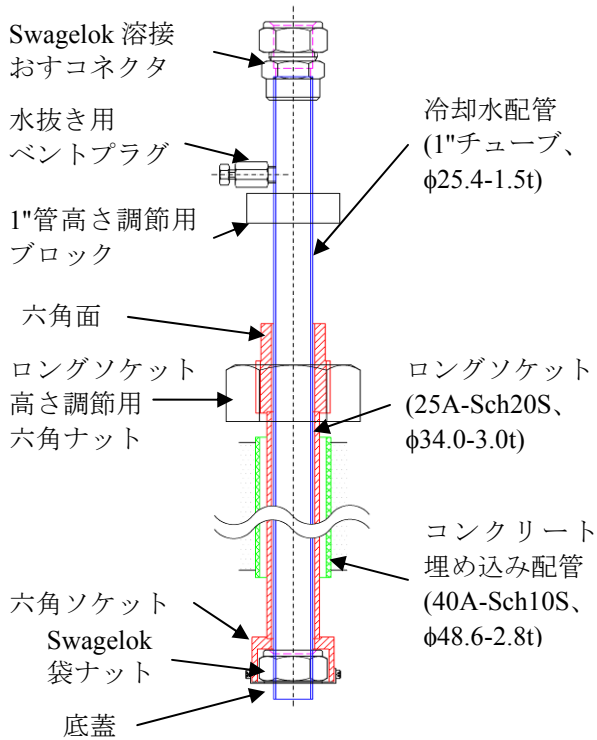 Swagelok 溶接
おすコネクタ
水抜き用
ベントプラグ
1"管高さ調節用
ブロック
六角面
ロングソケット
高さ調節用
六角ナット
六角ソケット
Swagelok
袋ナット
底蓋
冷却水配管
(1"チューブ、
ϕ25.4-1.5t)
ロングソケット
(25A-Sch20S、
ϕ34.0-3.0t)
コンクリート
埋め込み配管
(40A-Sch10S、
ϕ48.6-2.8t)